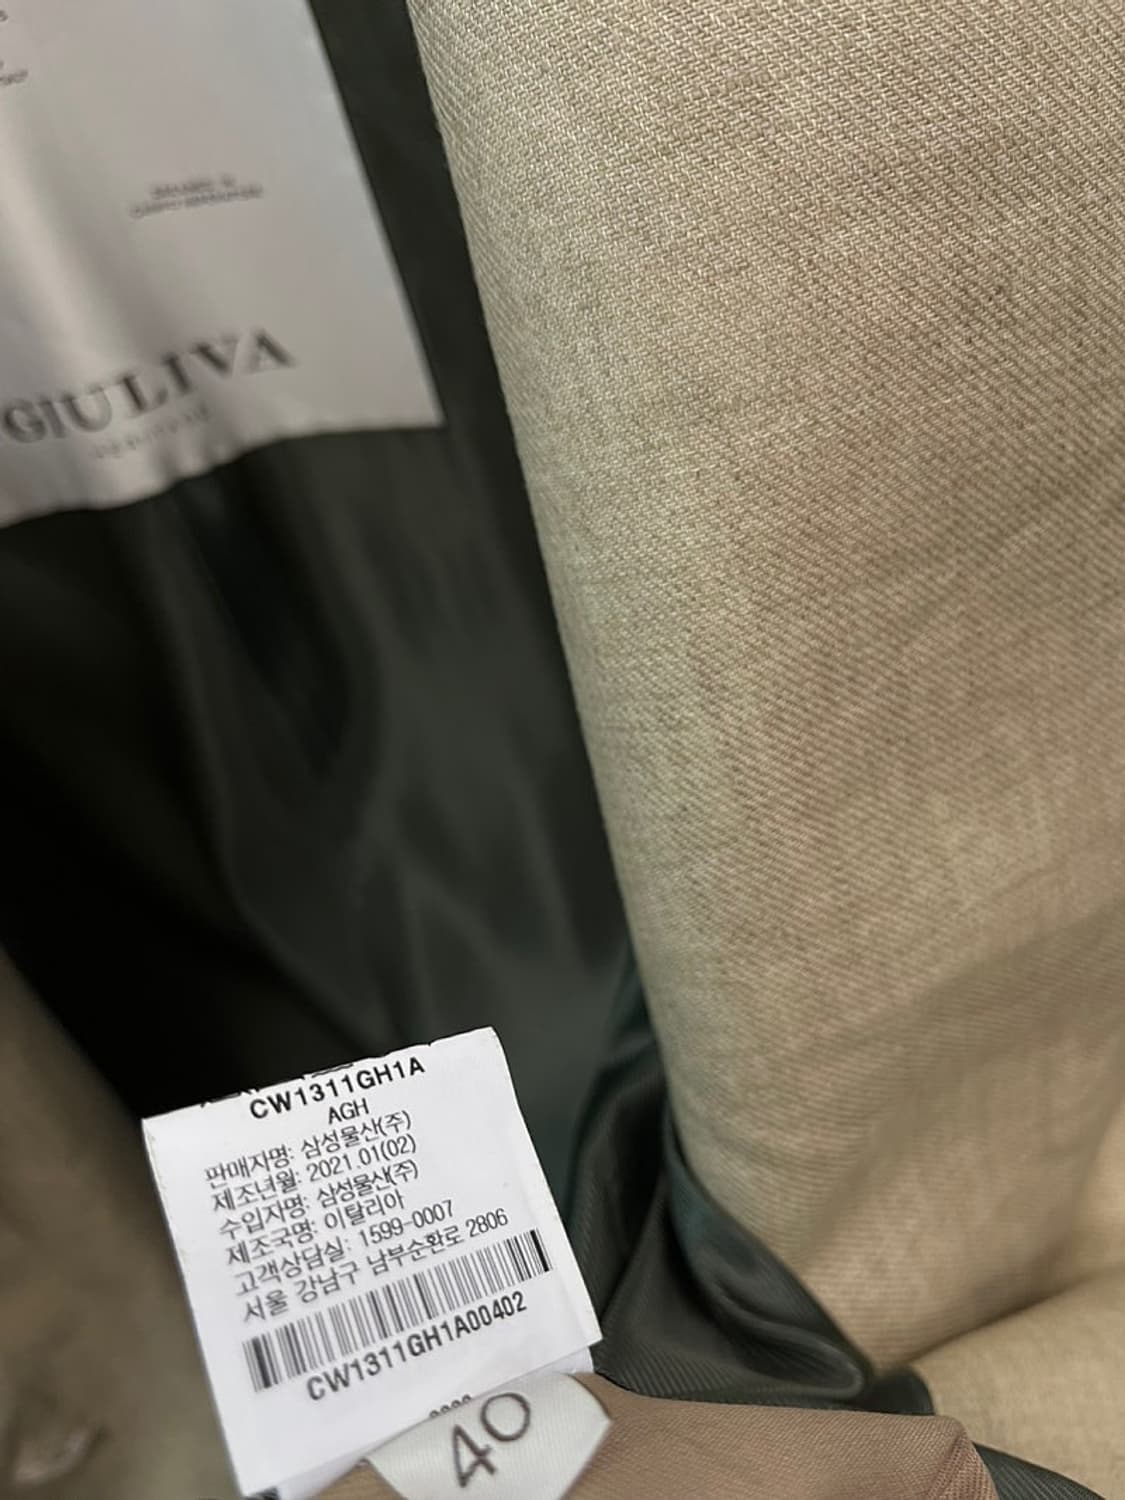 GIULIVA
CW1311GH1A
AGH
판매자명: 삼성물산(주)
제조년월: 2021.01(02)
수입자명: 삼성물산(주)
제조국명: 이탈리아
고객상담실: 1599-0007
서울 강남구 남부순환로 2806
CW1311GH1A00402
40